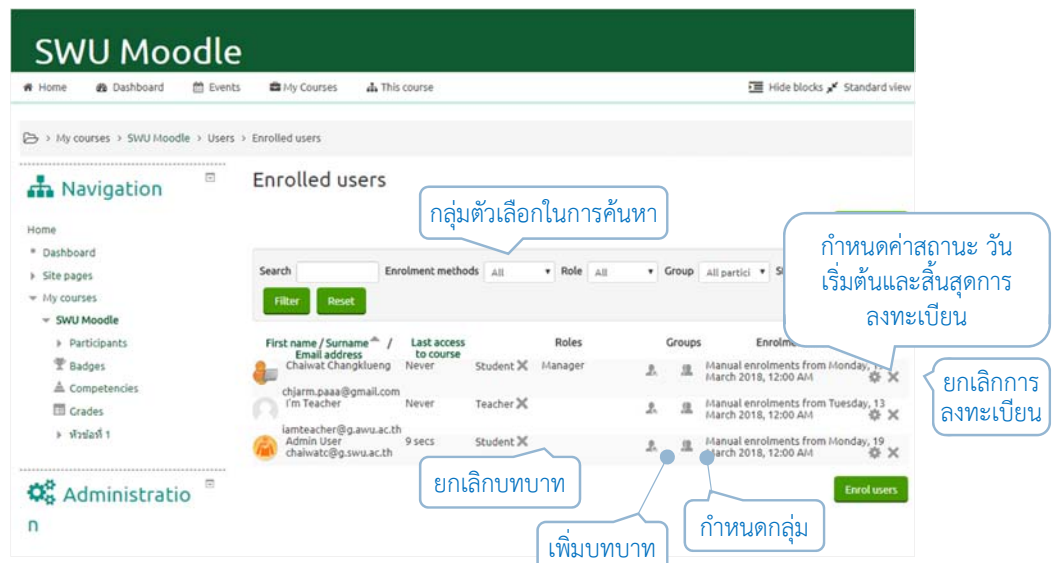 SWU Moodle
Home Dashboard Events My Courses This course Hide blocks Standard view
> My courses > SWU Moodle > Users > Enrolled users
Navigation
Home
Dashboard
Site pages
My courses
SWU Moodle
Participants
Badges
Competencies
Grades
หัวข้อที่ 1
Administratio
n
Enrolled users
กลุ่มตัวเลือกในการค้นหา
กำหนดค่าสถานะ วัน
เริ่มต้นและสิ้นสุดการ
ลงทะเบียน
Search Enrolment methods All Role All Group All partici
Filter Reset
First name / Surname / Last access Roles Groups
Email address to course
Chaiwat Changklueng Never Student Manager Manual enrolments from Monday,
March 2018, 12:00 AM
chjarm.paaa@gmail.com
I'm Teacher Never Teacher Manual enrolments from Tuesday, 13
March 2018, 12:00 AM
iamteacher@g.awu.ac.th
Admin User 9 secs Student Manual enrolments from Monday, 19
chaiwatc@g.swu.ac.th March 2018, 12:00 AM
ยกเลิกการ
ลงทะเบียน
ยกเลิกบทบาท
Enrol users
กำหนดกลุ่ม
เพิ่มบทบาท